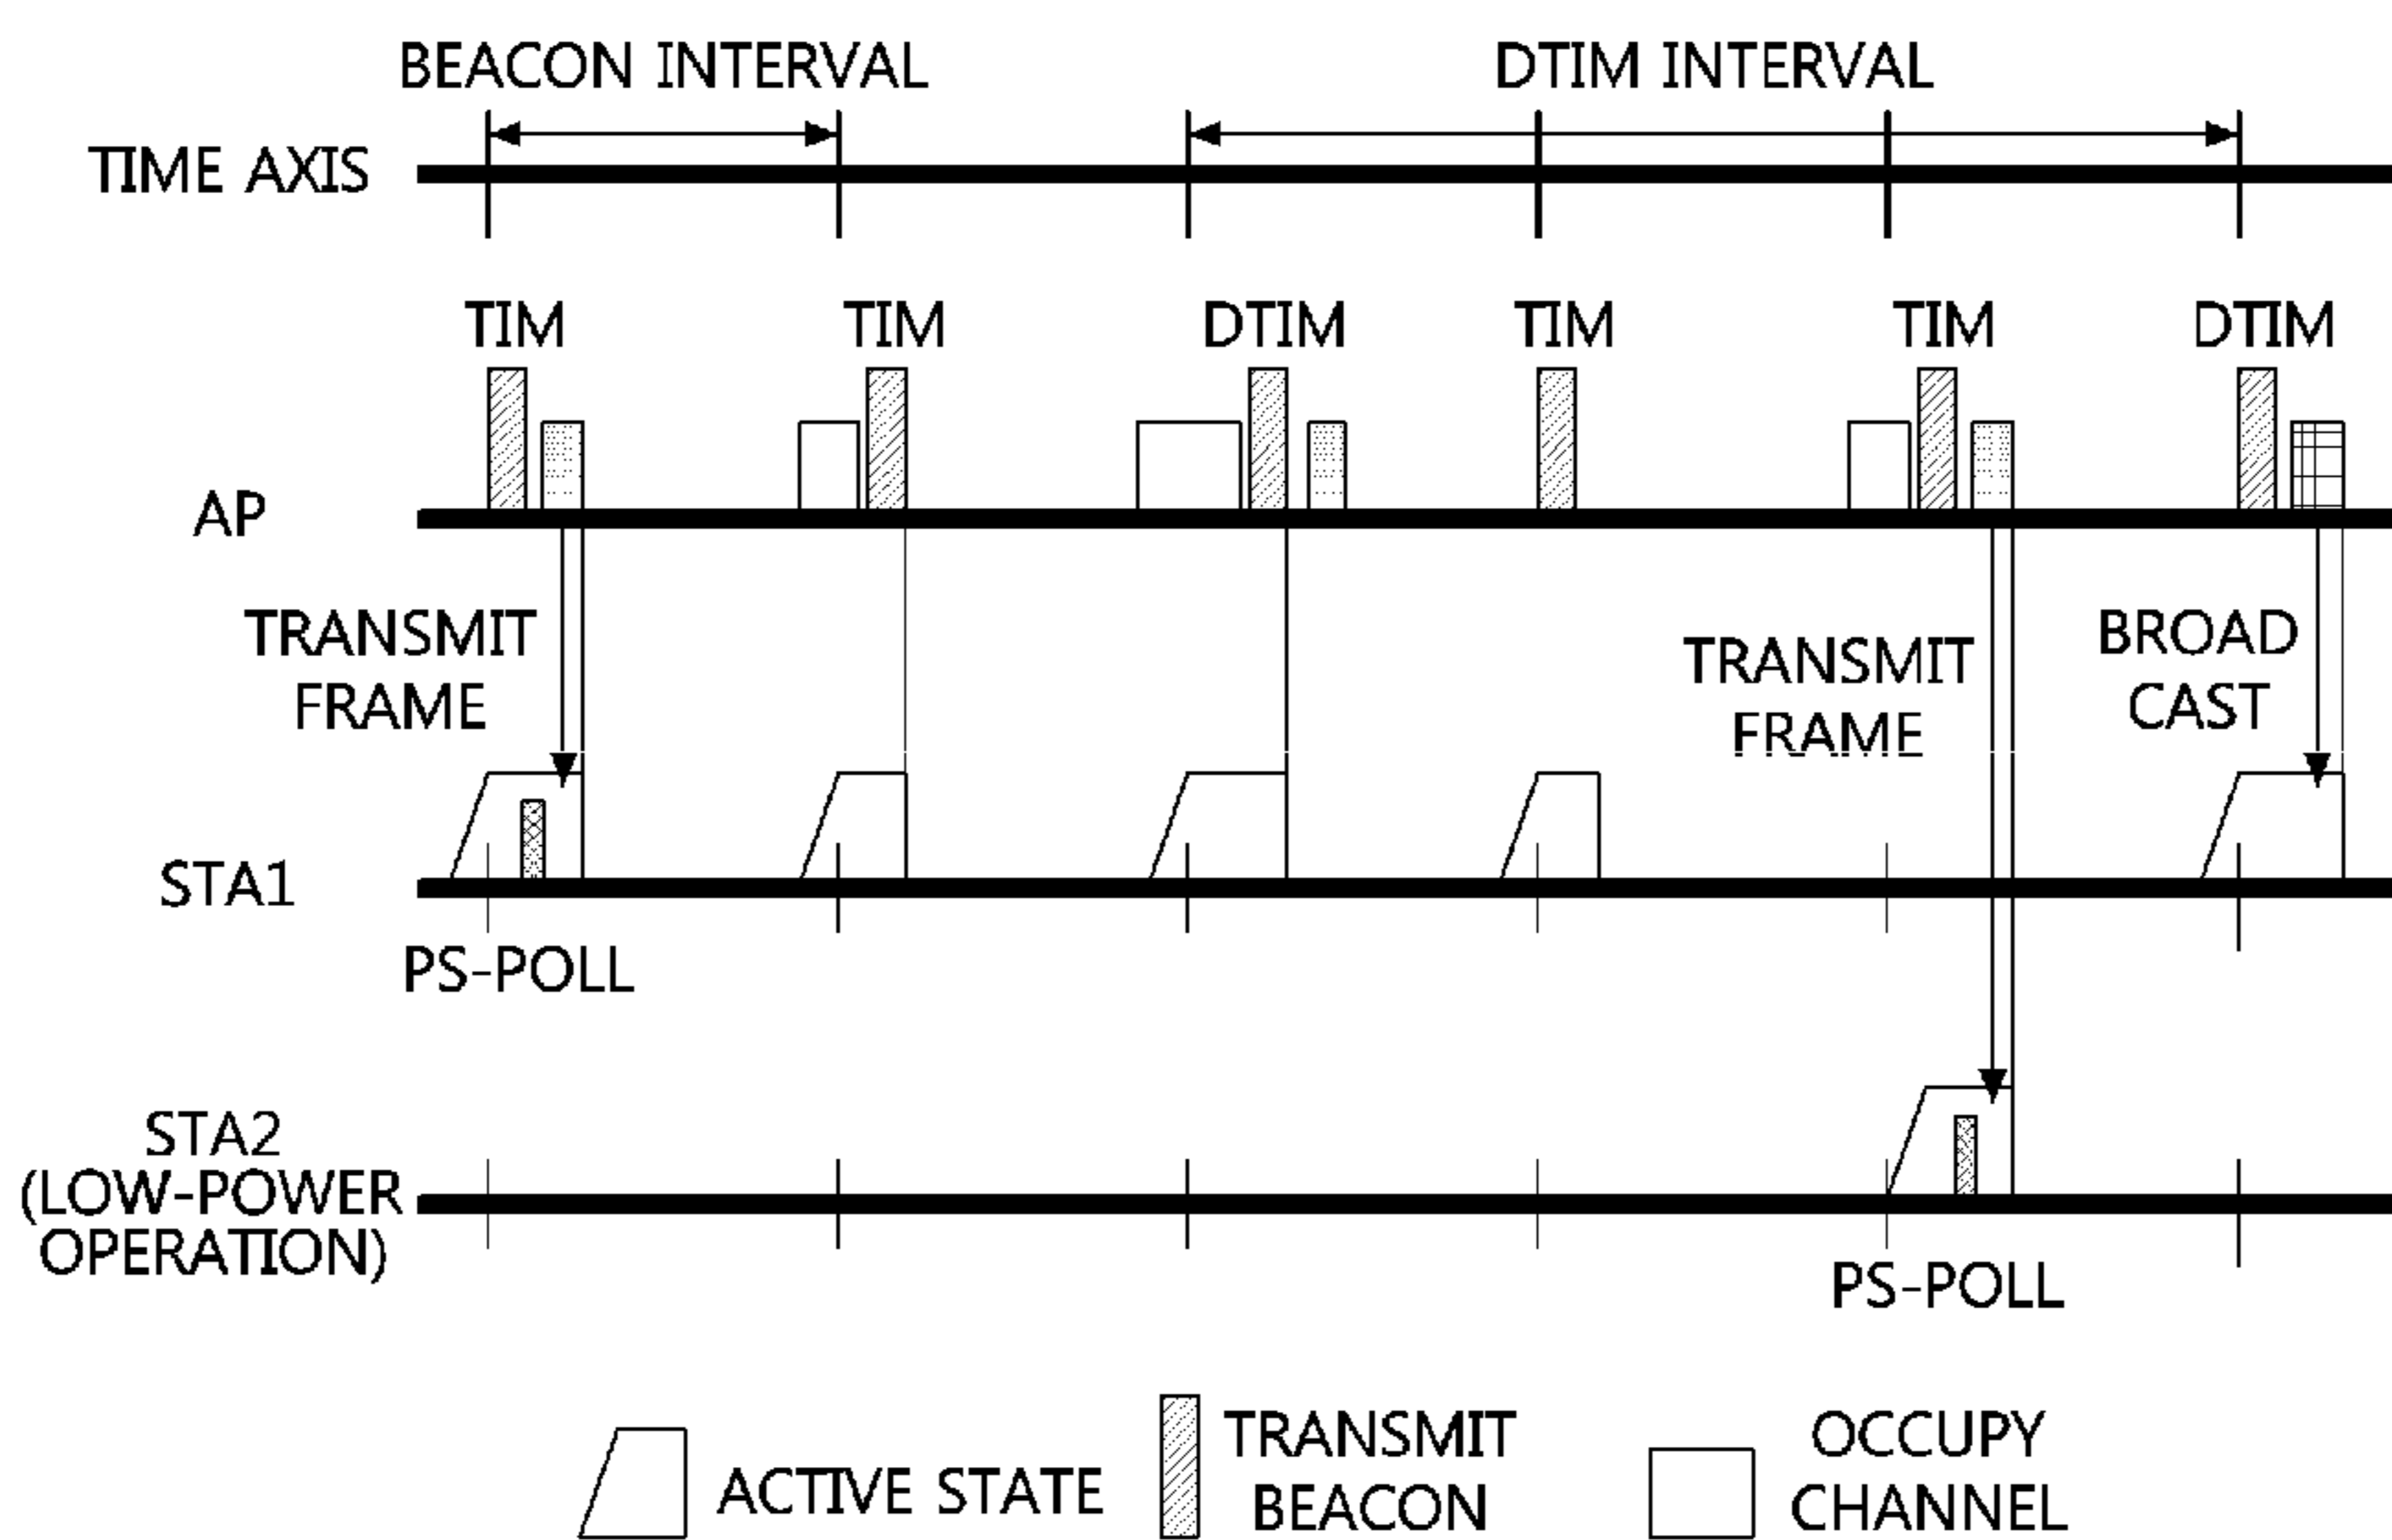 BEACON INTERVAL
DTIM INTERVAL
TIME AXIS
TIM
TIM
DTIM
TIM
TIM
DTIM
AP
TRANSMIT
FRAME
TRANSMIT
FRAME
BROAD
CAST
STA1
PS-POLL
STA2
(LOW-POWER
OPERATION)
PS-POLL
ACTIVE STATE
TRANSMIT
BEACON
OCCUPY
CHANNEL